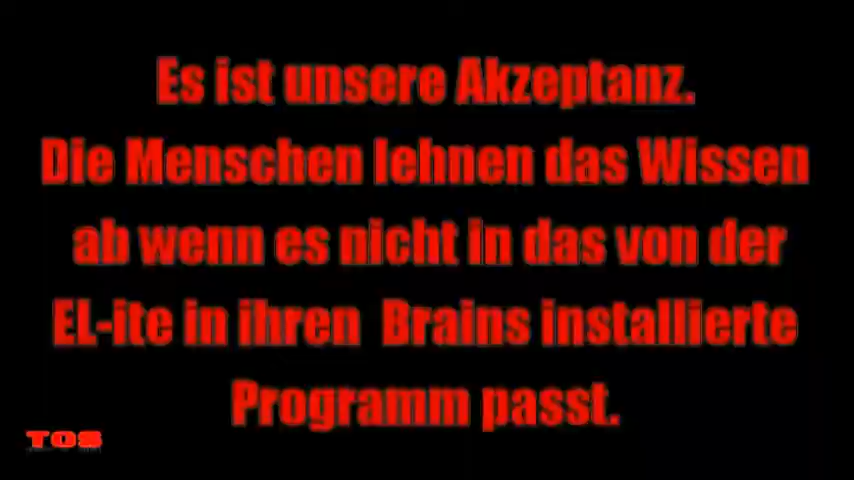 Es ist unsere Akzeptanz.
Die Menschen lehnen das Wissen
ab wenn es nicht in das von der
EL-ite in ihren Brains installierte
Programm passt.
TOS